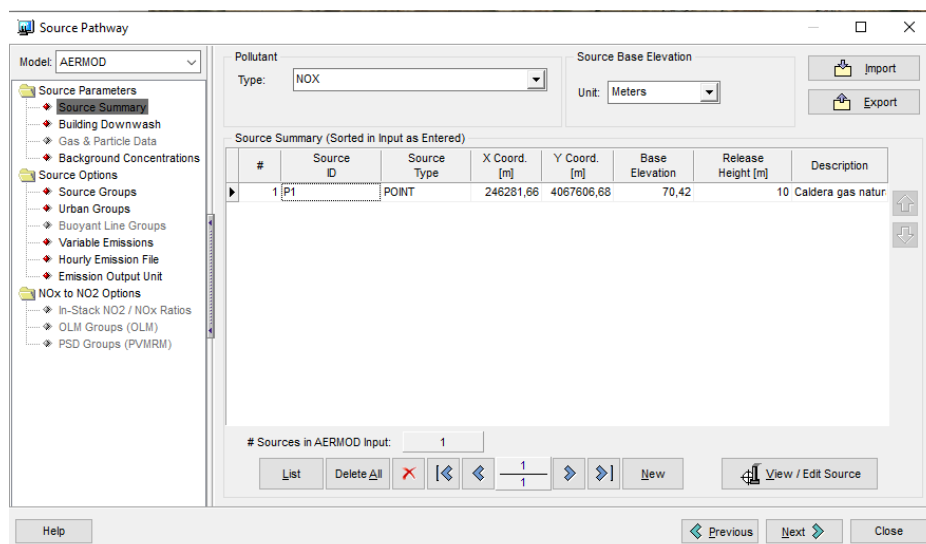 Source Pathway
Model: AERMOD
Source Parameters
Source Summary
Building Downwash
Gas & Particle Data
Background Concentrations
Source Options
Source Groups
Urban Groups
Buoyant Line Groups
Variable Emissions
Hourly Emission File
Emission Output Unit
NOx to NO2 Options
In-Stack NO2 / NOx Ratios
OLM Groups (OLM)
PSD Groups (PVMRM)
Pollutant
Type: NOX
Source Base Elevation
Unit: Meters
Import
Export
Source Summary (Sorted in Input as Entered)
# Source ID Source Type X Coord. [m] Y Coord. [m] Base Elevation Release Height [m] Description
1 P1 POINT 246281,66 4067606,68 70,42 10 Caldera gas natur
# Sources in AERMOD Input: 1
List Delete All 1 1 New View / Edit Source
Help Previous Next Close